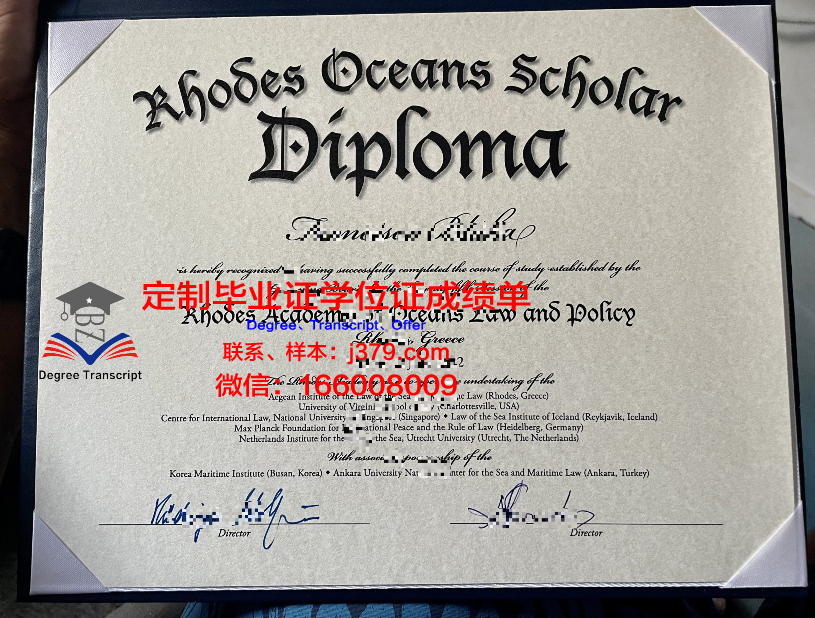 Rhodes Oceans Scholar
Diploma
is hereby recognized having successfully completed the course of study established by the
定制毕业证学位证成绩单
of the
Rhodes Academy Oceans Law and Policy
Degree、Transcript、Offer
Greece
联系、样本：j379.com
BZ
Degree Transcript
微信：166008009
The Rhodes undertaking of the
Aegean Institute of the Law of the Sea Law (Rhodes, Greece)
University of (Charlottesville, USA)
Centre for International Law, National University (Singapore) • Law of the Sea Institute of Iceland (Reykjavik, Iceland)
Max Planck Foundation for Peace and the Rule of Law (Heidelberg, Germany)
Netherlands Institute for the the Sea, Utrecht University (Utrecht, The Netherlands)
With of the
Korea Maritime Institute (Busan, Korea) • Ankara University for the Sea and Maritime Law (Ankara, Turkey)
Director
Director